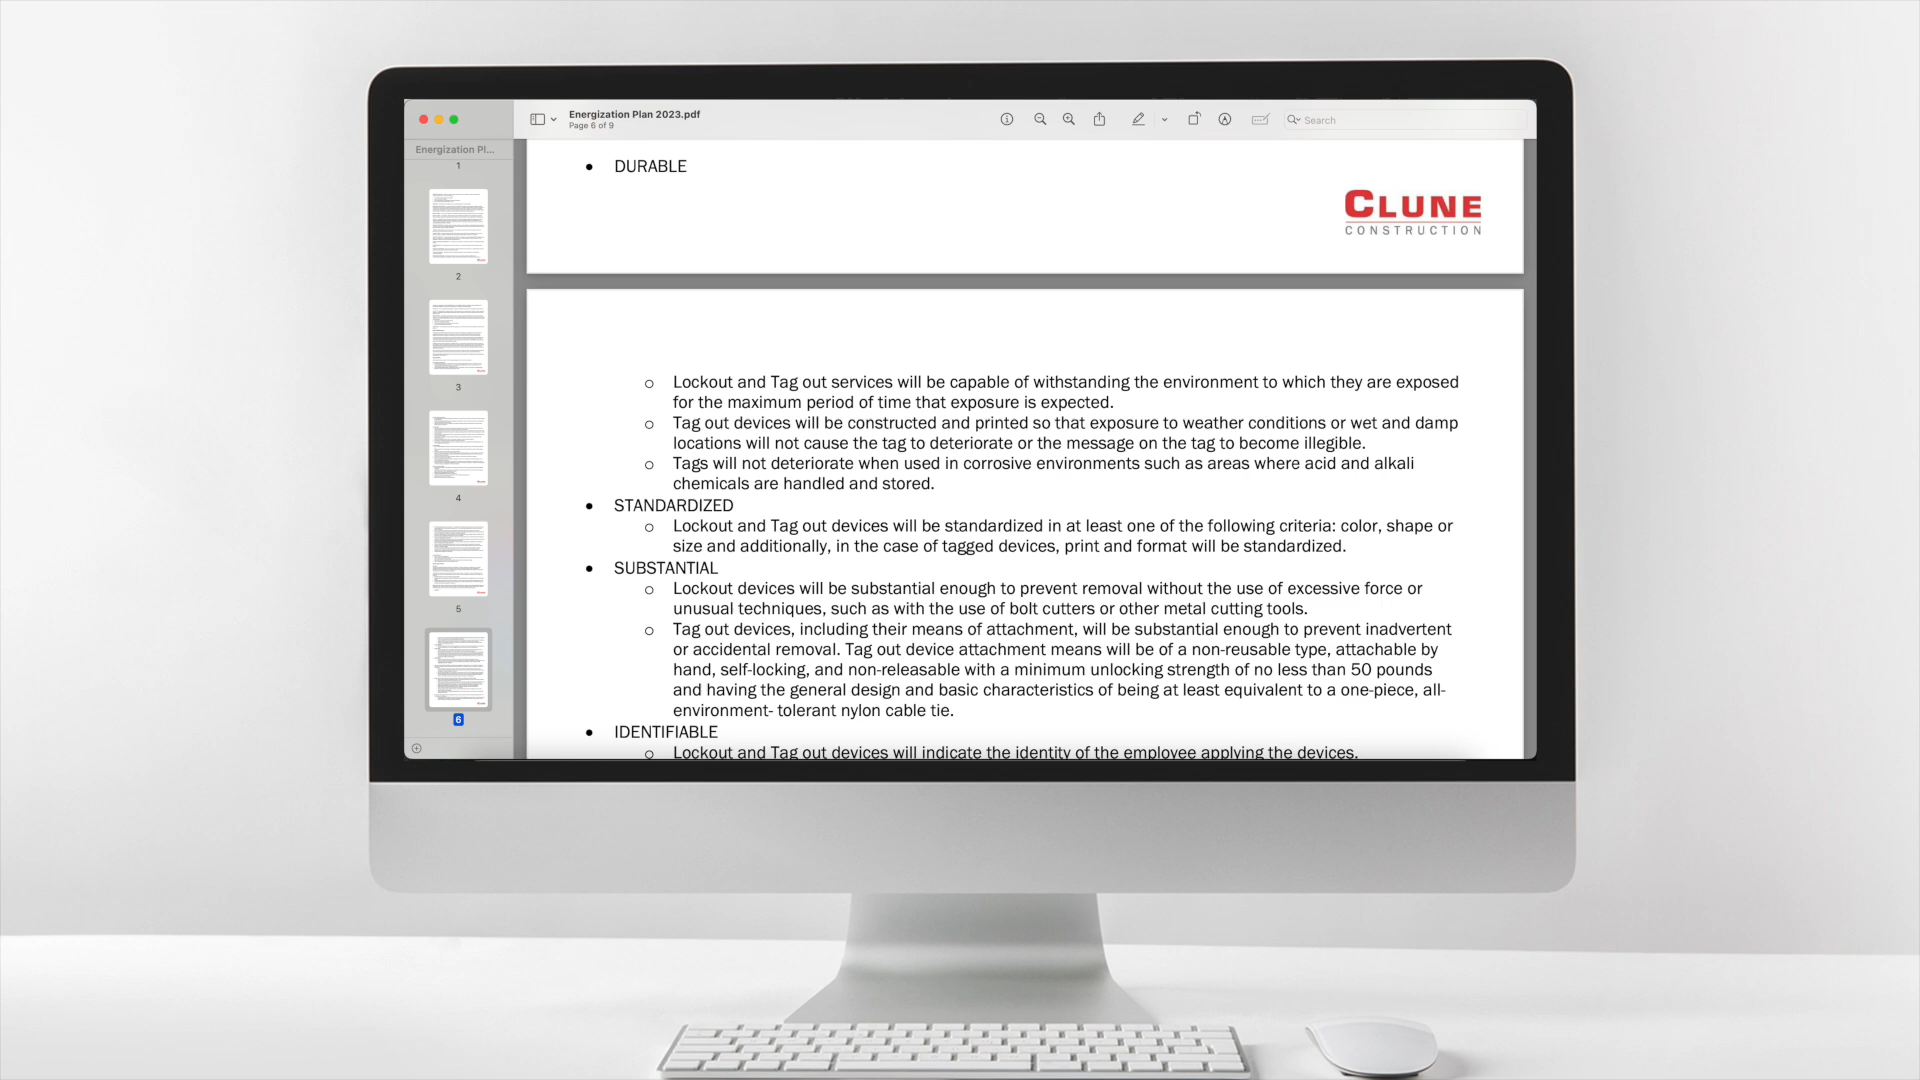 Energization Plan 2023.pdf
Page 6 of 9
Search
Energization Pl...
1
2
3
4
5
6
• DURABLE
CLUNE
CONSTRUCTION
o Lockout and Tag out services will be capable of withstanding the environment to which they are exposed
for the maximum period of time that exposure is expected.
o Tag out devices will be constructed and printed so that exposure to weather conditions or wet and damp
locations will not cause the tag to deteriorate or the message on the tag to become illegible.
o Tags will not deteriorate when used in corrosive environments such as areas where acid and alkali
chemicals are handled and stored.
• STANDARDIZED
o Lockout and Tag out devices will be standardized in at least one of the following criteria: color, shape or
size and additionally, in the case of tagged devices, print and format will be standardized.
• SUBSTANTIAL
o Lockout devices will be substantial enough to prevent removal without the use of excessive force or
unusual techniques, such as with the use of bolt cutters or other metal cutting tools.
o Tag out devices, including their means of attachment, will be substantial enough to prevent inadvertent
or accidental removal. Tag out device attachment means will be of a non-reusable type, attachable by
hand, self-locking, and non-releasable with a minimum unlocking strength of no less than 50 pounds
and having the general design and basic characteristics of being at least equivalent to a one-piece, all-
environment- tolerant nylon cable tie.
• IDENTIFIABLE
o Lockout and Tag out devices will indicate the identity of the employee applying the devices.